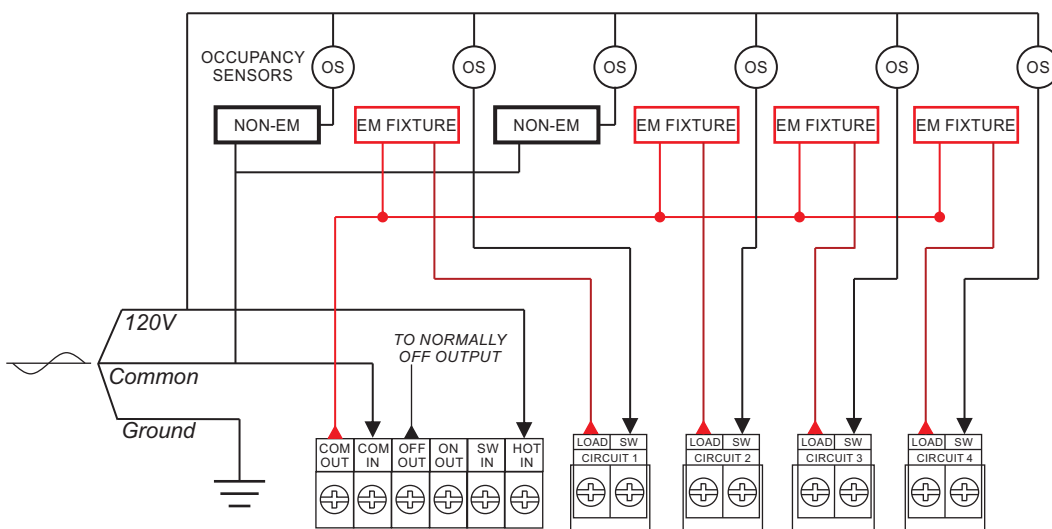 OCCUPANCY
SENSORS
OS
OS
OS
OS
OS
OS
NON-EM
EM FIXTURE
NON-EM
EM FIXTURE
EM FIXTURE
EM FIXTURE
120V
Common
Ground
TO NORMALLY
OFF OUTPUT
COM
OUT
COM
IN
OFF
OUT
ON
OUT
SW
IN
HOT
IN
LOAD SW
CIRCUIT 1
LOAD SW
CIRCUIT 2
LOAD SW
CIRCUIT 3
LOAD SW
CIRCUIT 4